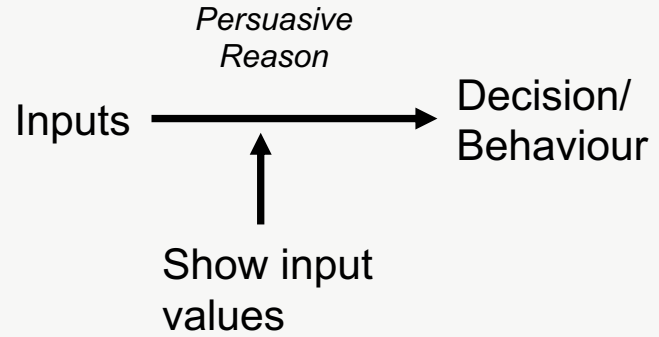 Persuasive
Reason
Inputs
Decision/
Behaviour
Show input
values